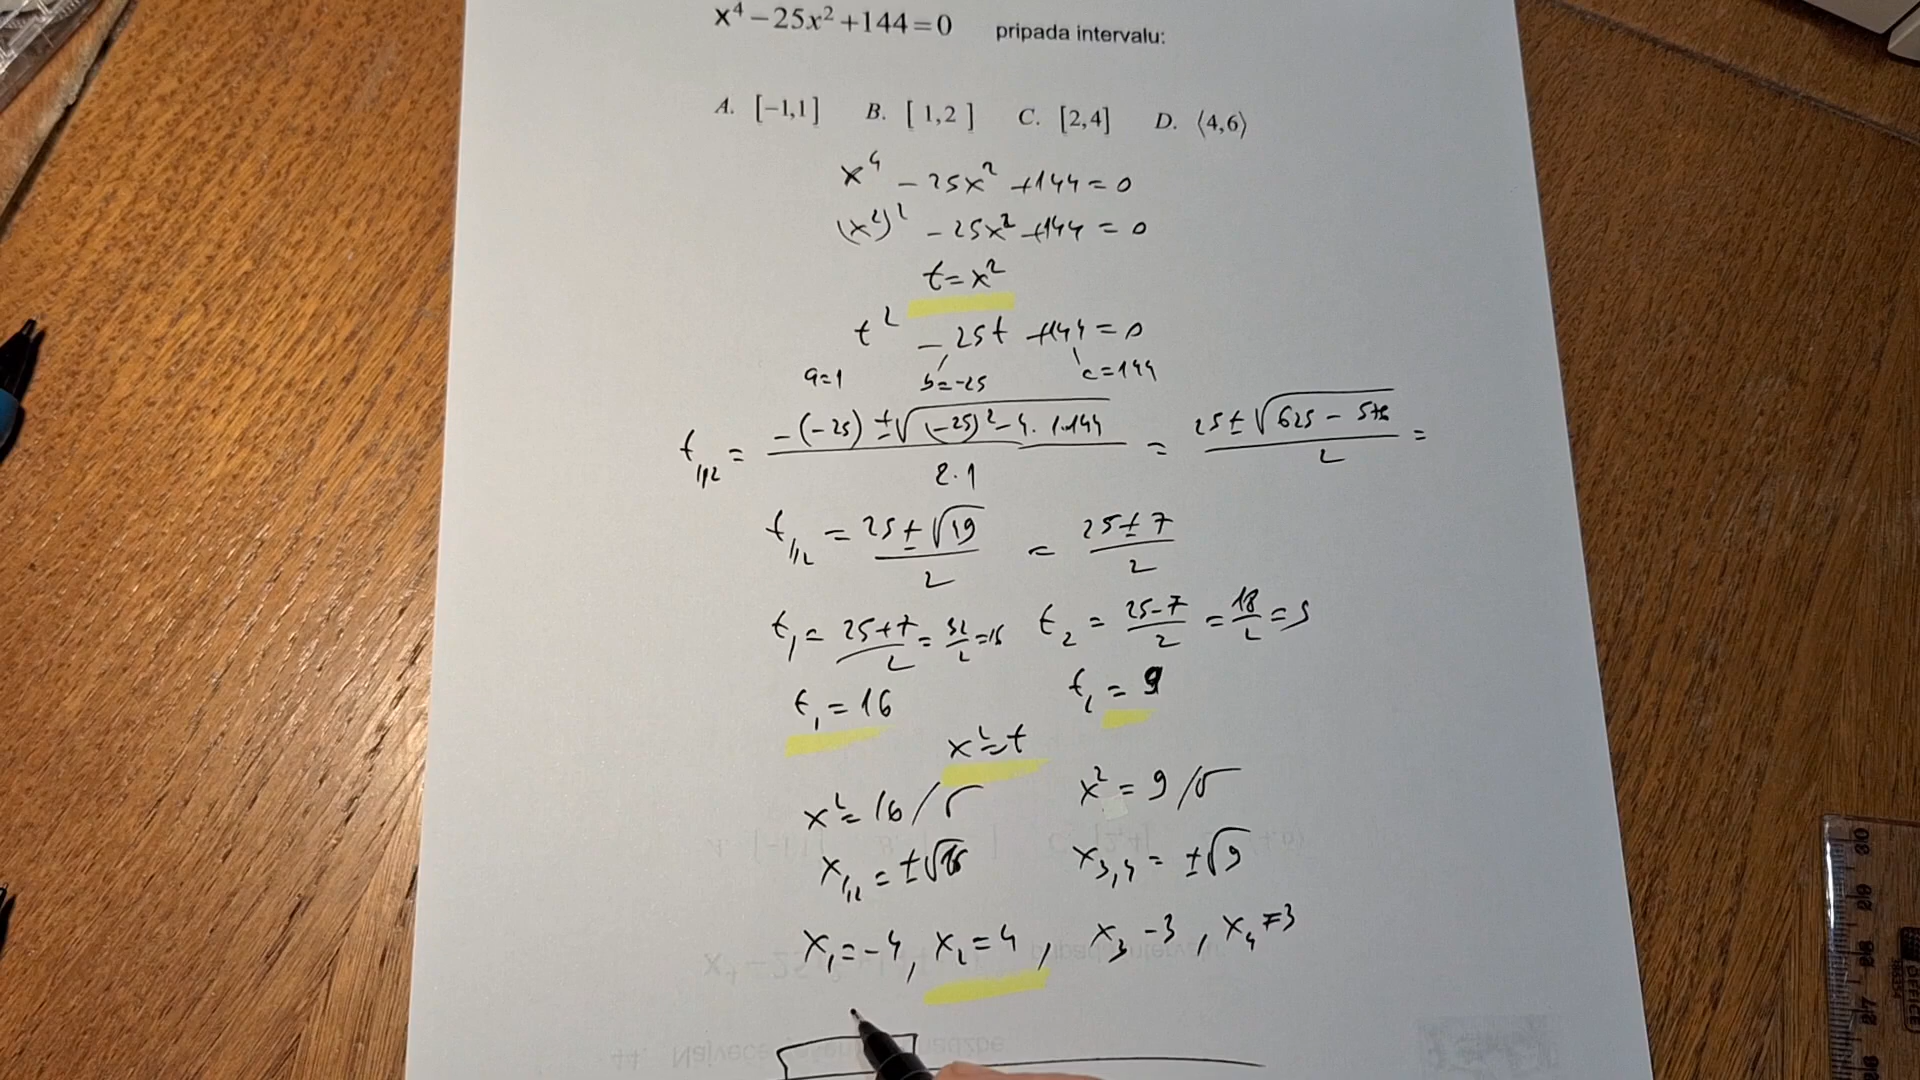 x⁴ − 25x² + 144 = 0 pripada intervalu:
A. [−1,1] B. [ 1,2 ] C. [2,4] D. ⟨4,6⟩
x⁴ − 25x² + 144 = 0
(x²)² − 25x² + 144 = 0
t = x²
t² − 25t + 144 = 0
a=1 b=-25 c=144
t₁,₂ = (−(−25) ± √((−25)² − 4·1·144)) / (2·1) = (25 ± √(625 − 576)) / 2 =
t₁,₂ = (25 ± √49) / 2 = (25 ± 7) / 2
t₁ = (25+7)/2 = 32/2 = 16 t₂ = (25−7)/2 = 18/2 = 9
t₁ = 16 t₂ = 9
x² = t
x² = 16 /√ x² = 9 /√
x₁,₂ = ±√16 x₃,₄ = ±√9
x₁ = −4, x₂ = 4, x₃ −3, x₄ = 3